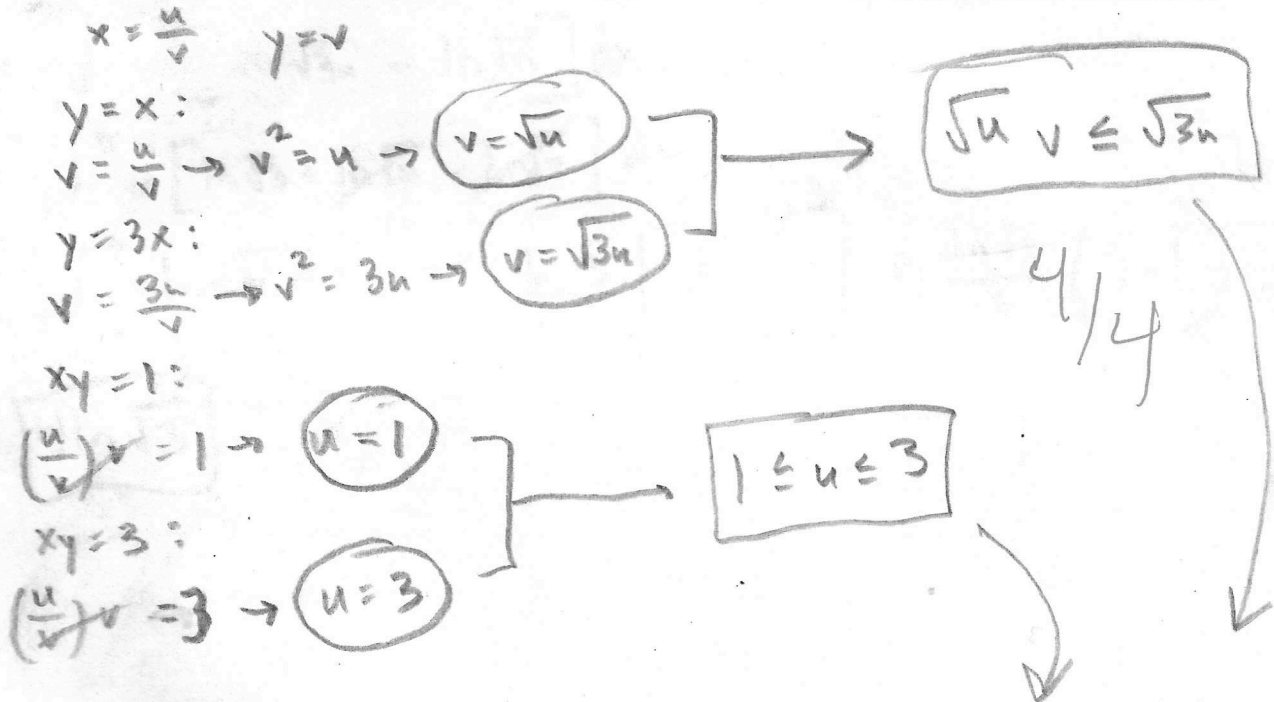 x = u/v   y = v
y = x :
v = u/v → v² = u → v = √u
√u v ≤ √3u
y = 3x :
v = 3u/v → v² = 3u → v = √3u
4/4
xy = 1 :
(u/v)v = 1 → u = 1
1 ≤ u ≤ 3
xy = 3 :
(u/v)v = 3 → u = 3